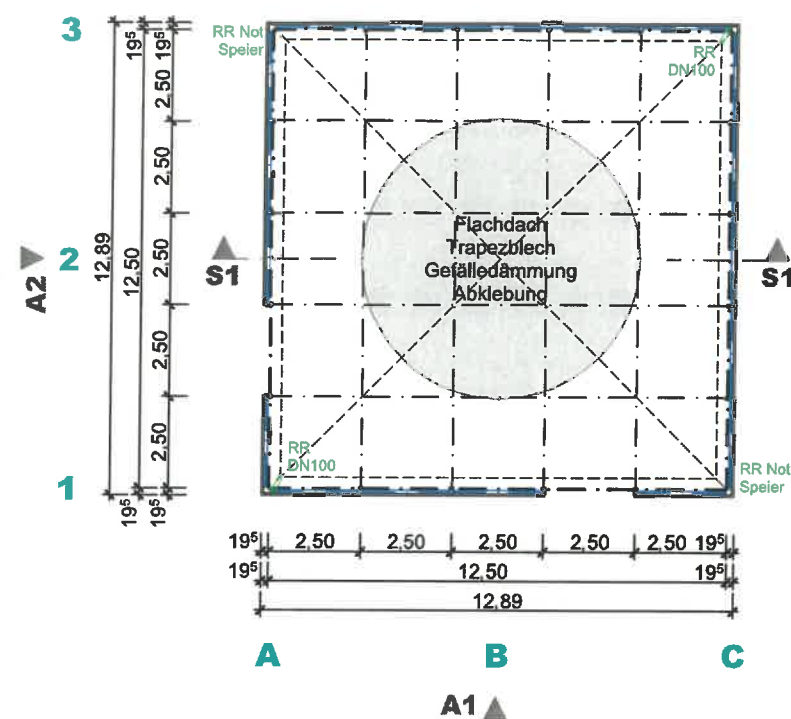 3
RR Not
Speier
RR
DN100
19⁵ 19⁵
2,50
2,50
2,50
2,50
2,50
12,50
12,89
19⁵ 19⁵
A2
2
S1
Flachdach
Trapezblech
Gefälledämmung
Abklebung
S1
RR
DN100
RR Not
Speier
1
19⁵ 2,50 2,50 2,50 2,50 2,50 19⁵
19⁵ 12,50 19⁵
12,89
A B C
A1